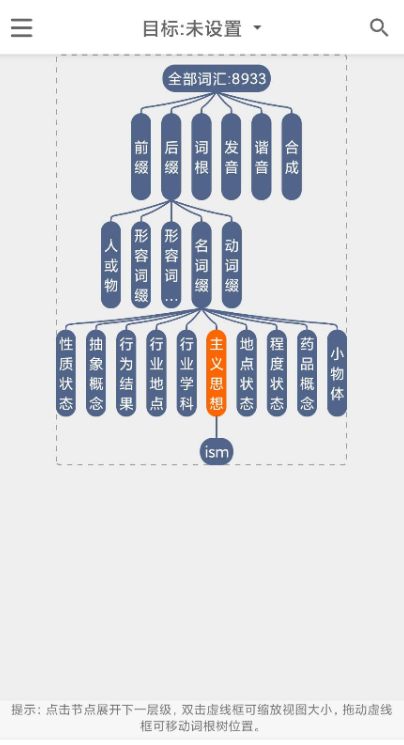 目标:未设置
全部词汇:8933
前缀
后缀
词根
发音
谐音
合成
人或物
形容词缀
形容词...
名词缀
动词缀
性质状态
抽象概念
行为结果
行业地点
行业学科
主义思想
地点状态
程度状态
药品概念
小物体
ism
提示: 点击节点展开下一层级, 双击虚线框可缩放视图大小, 拖动虚线
框可移动词根树位置。